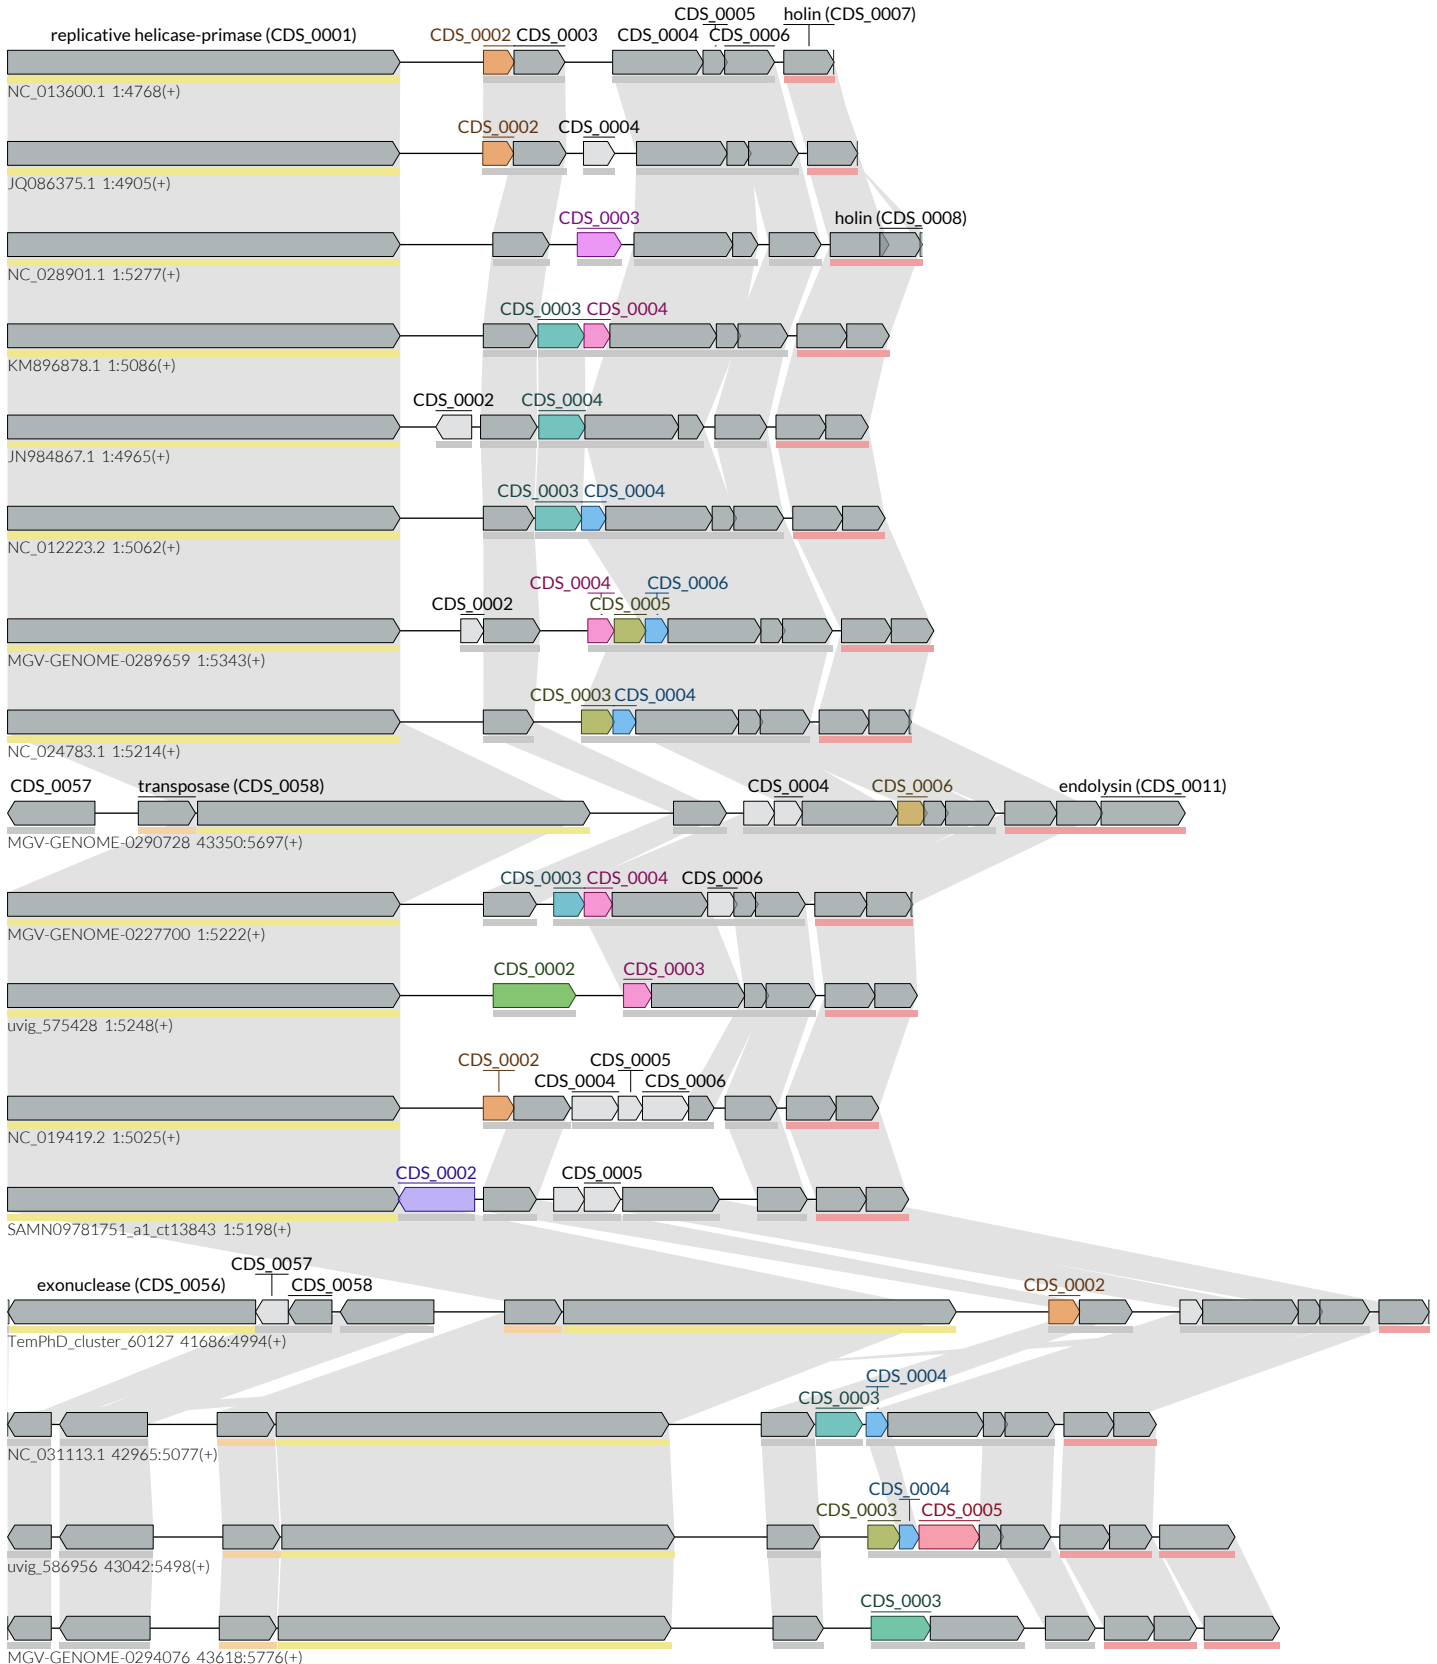 CDS_0005 holin (CDS_0007)
replicative helicase-primase (CDS_0001) CDS_0002 CDS_0003 CDS_0004 CDS_0006
NC_013600.1 1:4768(+)
CDS_0002 CDS_0004
JQ086375.1 1:4905(+)
CDS_0003 holin (CDS_0008)
NC_028901.1 1:5277(+)
CDS_0003 CDS_0004
KM896878.1 1:5086(+)
CDS_0002 CDS_0004
JN984867.1 1:4965(+)
CDS_0003 CDS_0004
NC_012223.2 1:5062(+)
CDS_0004 CDS_0006
CDS_0002 CDS_0005
MGV-GENOME-0289659 1:5343(+)
CDS_0003 CDS_0004
NC_024783.1 1:5214(+)
CDS_0057 transposase (CDS_0058) CDS_0004 CDS_0006 endolysin (CDS_0011)
MGV-GENOME-0290728 43350:5697(+)
CDS_0003 CDS_0004 CDS_0006
MGV-GENOME-0227700 1:5222(+)
CDS_0002 CDS_0003
uvig_575428 1:5248(+)
CDS_0002 CDS_0005
CDS_0004 CDS_0006
NC_019419.2 1:5025(+)
CDS_0002 CDS_0005
SAMN09781751_a1_ct13843 1:5198(+)
CDS_0057
exonuclease (CDS_0056) CDS_0058 CDS_0002
TemPhD_cluster_60127 41686:4994(+)
CDS_0004
CDS_0003
NC_031113.1 42965:5077(+)
CDS_0004
CDS_0003 CDS_0005
uvig_586956 43042:5498(+)
CDS_0003
MGV-GENOME-0294076 43618:5776(+)